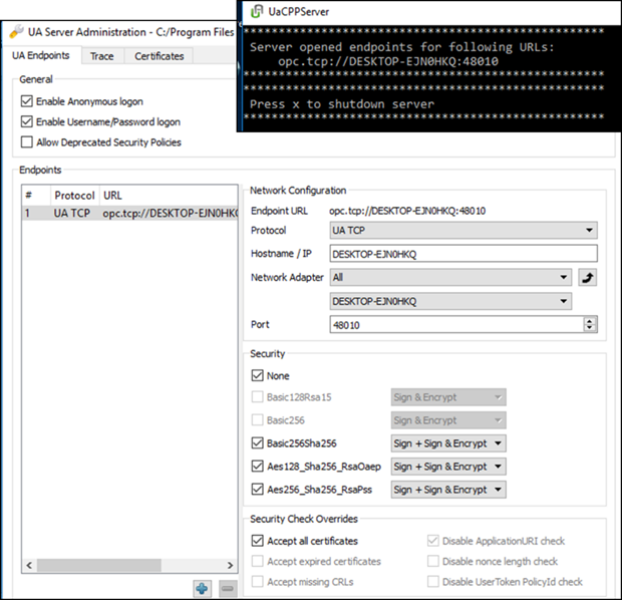 UaCPPServer
************************************************
Server opened endpoints for following URLs:
opc.tcp://DESKTOP-EJN0HKQ:48010
************************************************
************************************************
Press x to shutdown server
************************************************
UA Server Administration - C:/Program Files
UA Endpoints Trace Certificates
General
Enable Anonymous logon
Enable Username/Password logon
Allow Deprecated Security Policies
Endpoints
# Protocol URL
1 UA TCP opc.tcp://DESKTOP-EJN0HK
Network Configuration
Endpoint URL opc.tcp://DESKTOP-EJN0HKQ:48010
Protocol UA TCP
Hostname / IP DESKTOP-EJN0HKQ
Network Adapter All
DESKTOP-EJN0HKQ
Port 48010
Security
None
Basic128Rsa15 Sign & Encrypt
Basic256 Sign & Encrypt
Basic256Sha256 Sign + Sign & Encrypt
Aes128_Sha256_RsaOaep Sign + Sign & Encrypt
Aes256_Sha256_RsaPss Sign + Sign & Encrypt
Security Check Overrides
Accept all certificates Disable ApplicationURI check
Accept expired certificates Disable nonce length check
Accept missing CRLs Disable UserToken PolicyId check